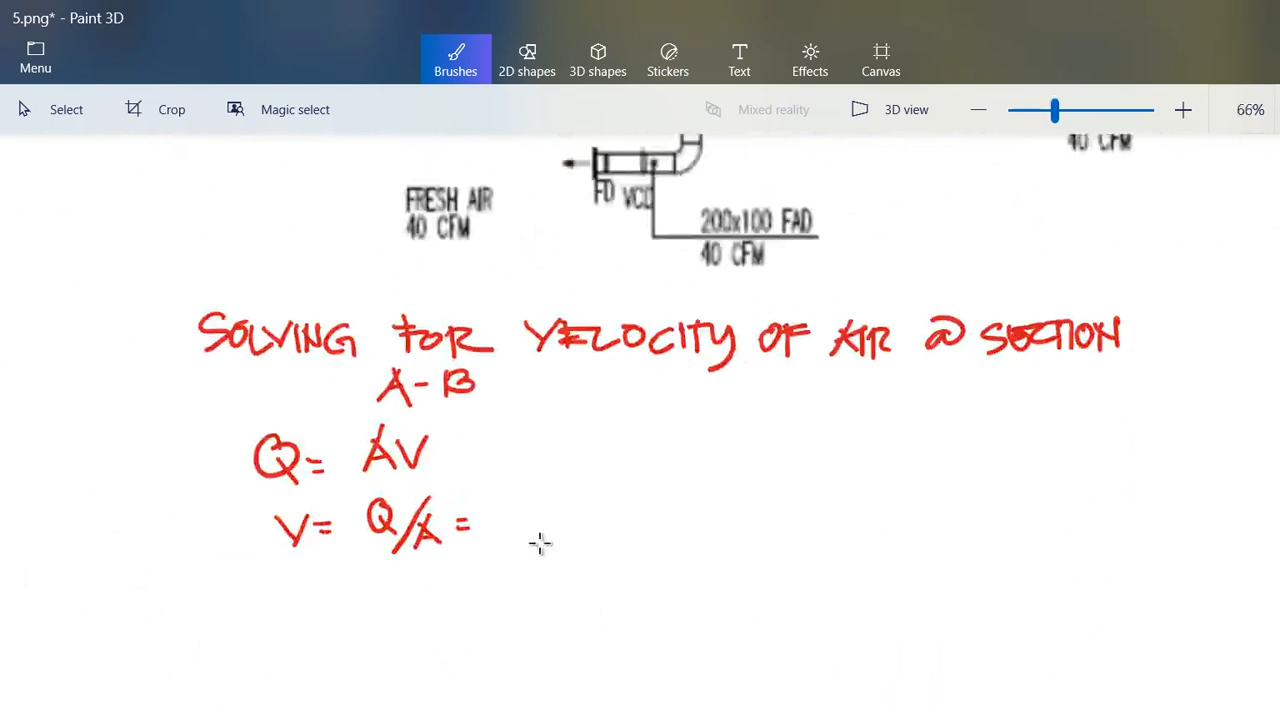 5.png* - Paint 3D
Menu
Brushes
2D shapes
3D shapes
Stickers
Text
Effects
Canvas
Select
Crop
Magic select
Mixed reality
3D view
66%
40 CFM
FD VCD
FRESH AIR
40 CFM
200x100 FAD
40 CFM
SOLVING FOR VELOCITY OF AIR @ SECTION
A - B
Q = AV
V = Q/A =